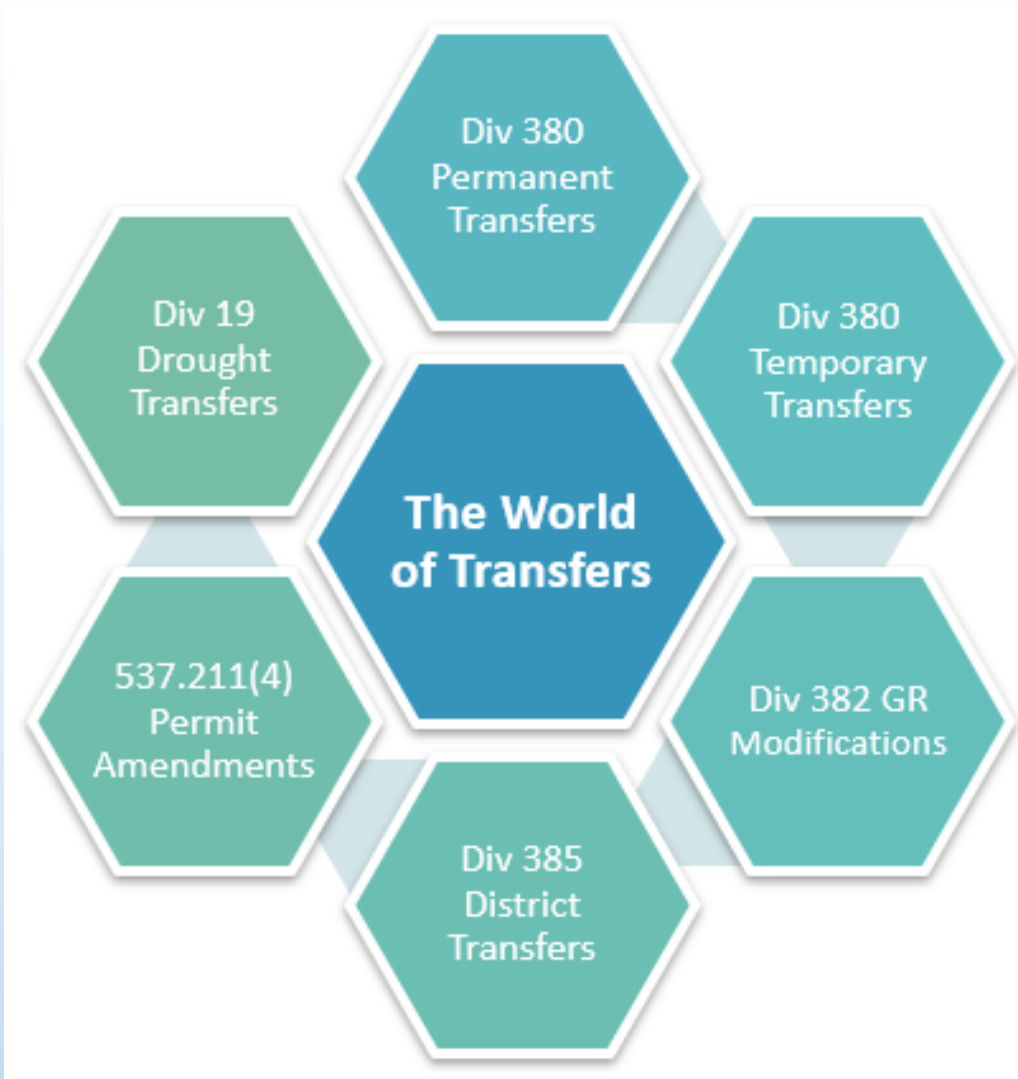 Div 380
Permanent
Transfers
Div 19
Drought
Transfers
Div 380
Temporary
Transfers
The World
of Transfers
537.211(4)
Permit
Amendments
Div 382 GR
Modifications
Div 385
District
Transfers